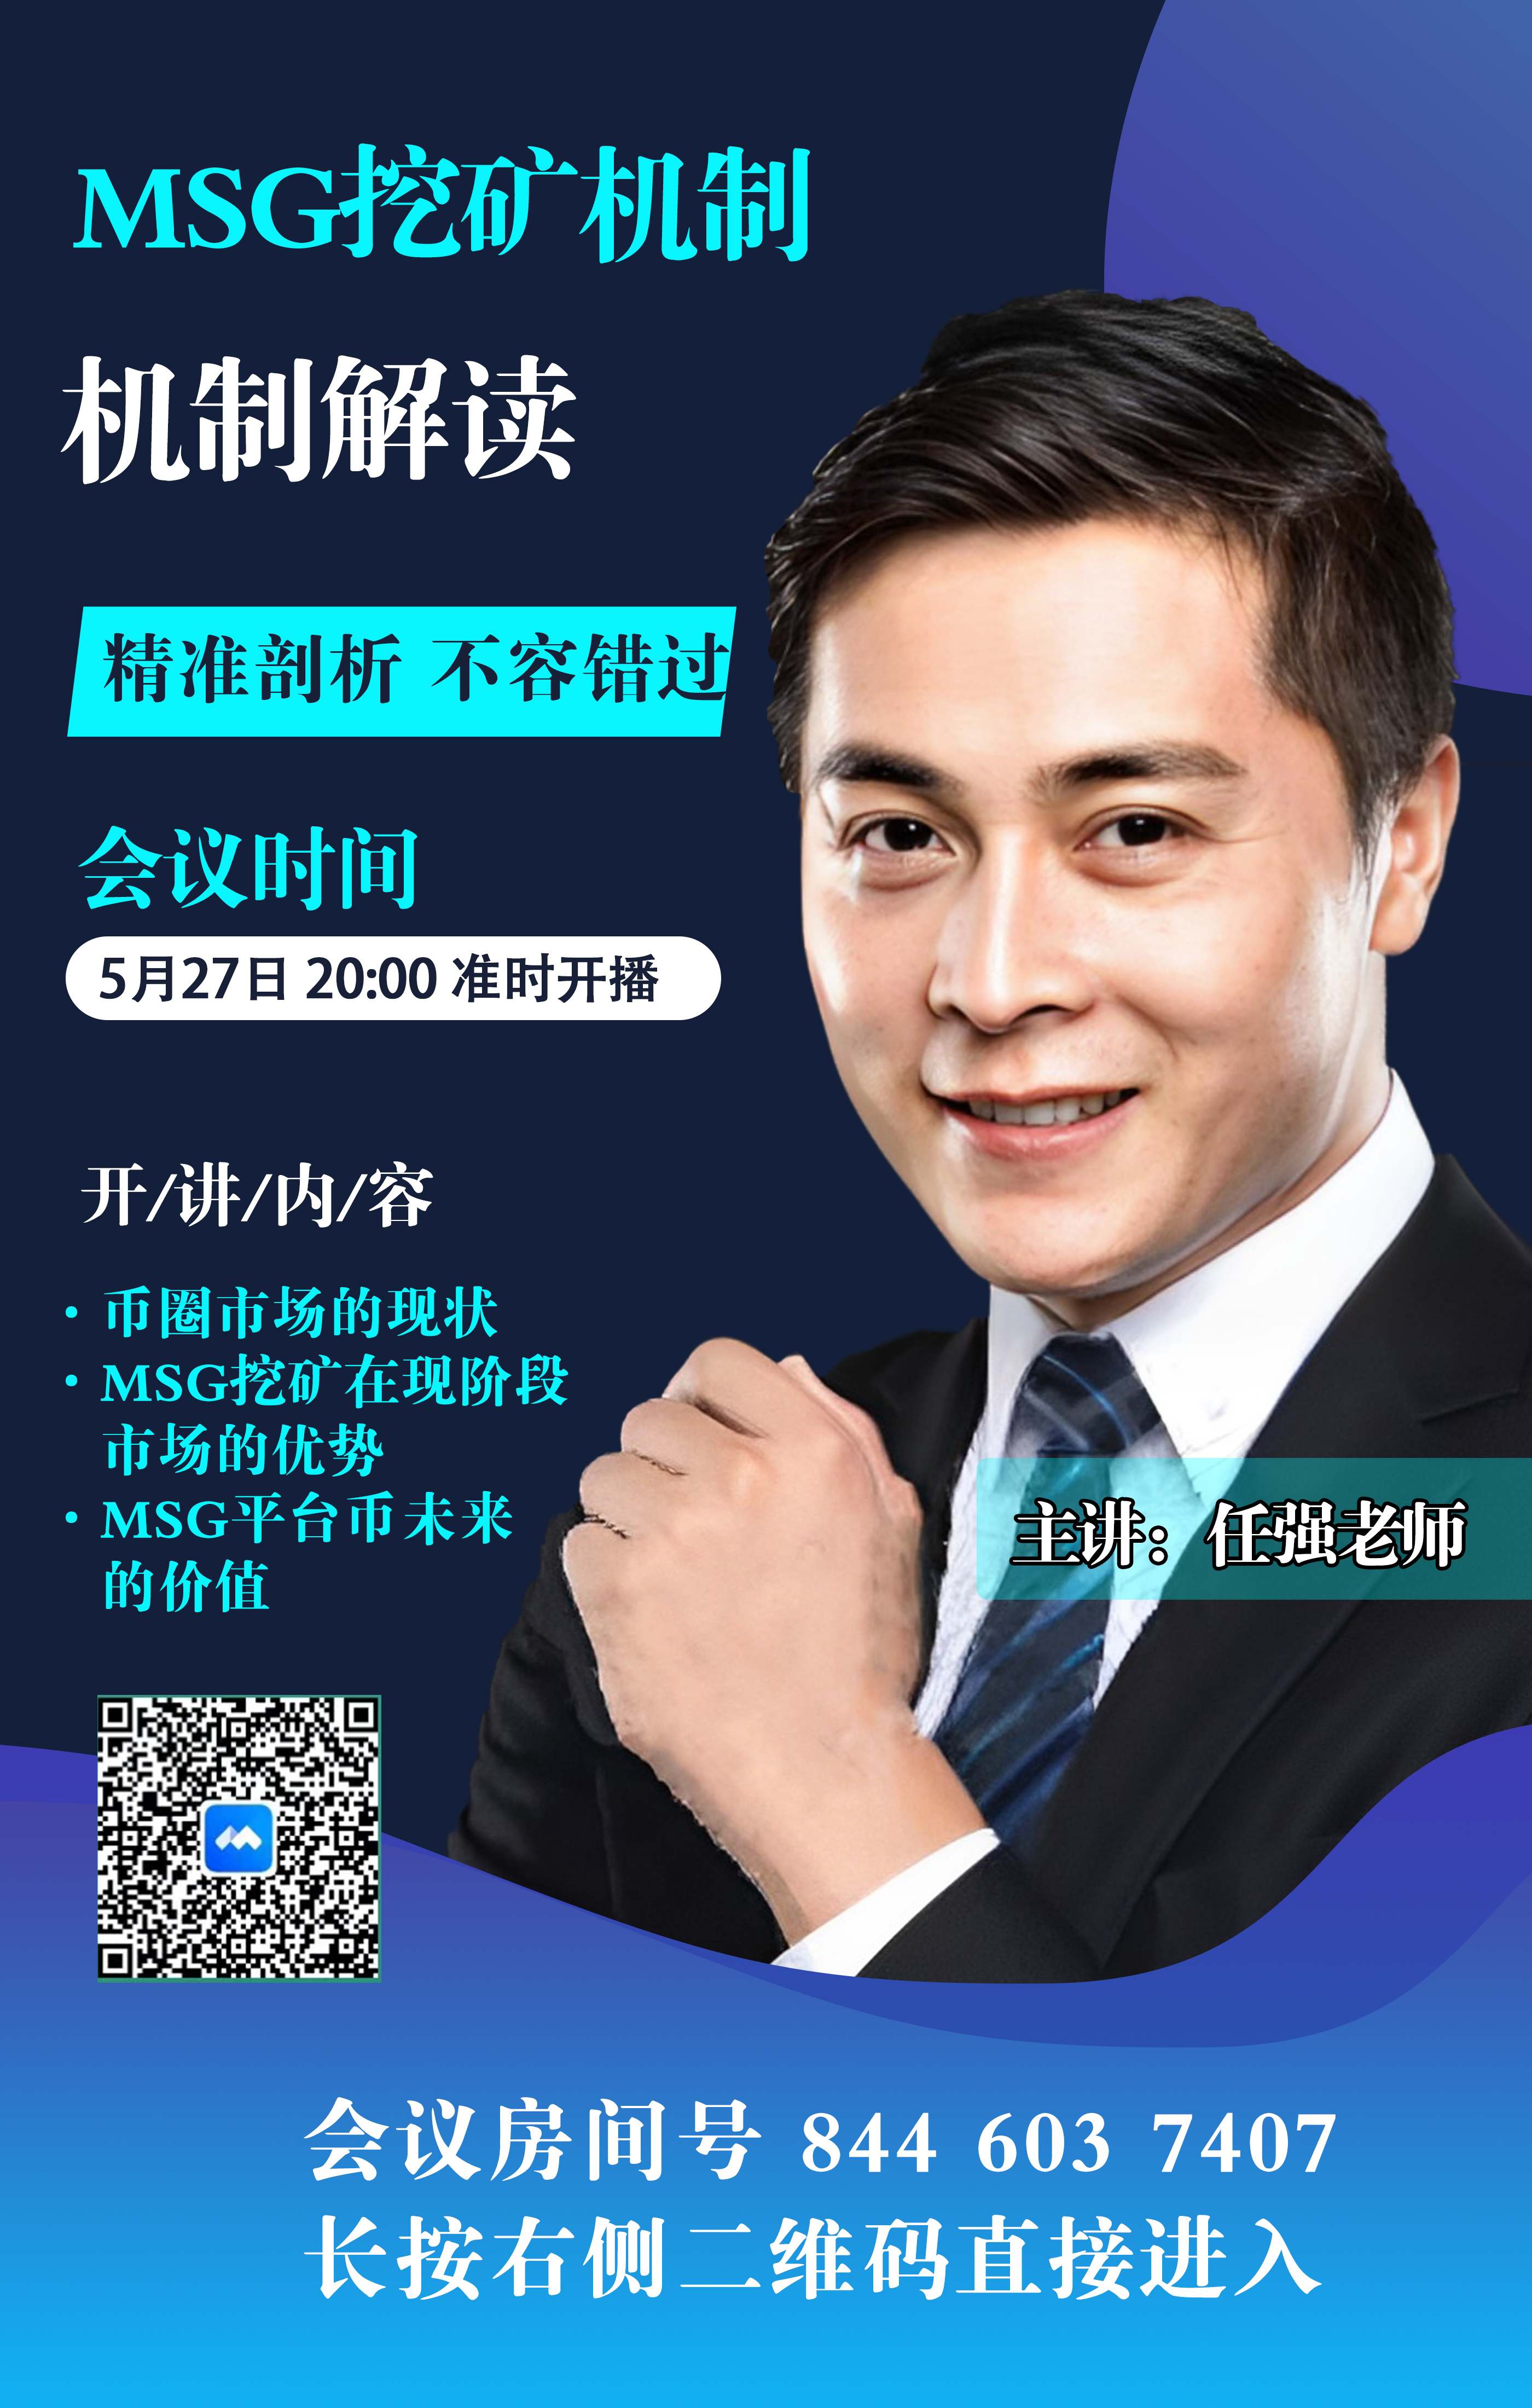 MSG挖矿机制
机制解读
精准剖析 不容错过
会议时间
5月27日 20:00 准时开播
开/讲/内/容
· 币圈市场的现状
· MSG挖矿在现阶段
市场的优势
· MSG平台币未来
的价值
主讲：任强老师
会议房间号 844 603 7407
长按右侧二维码直接进入